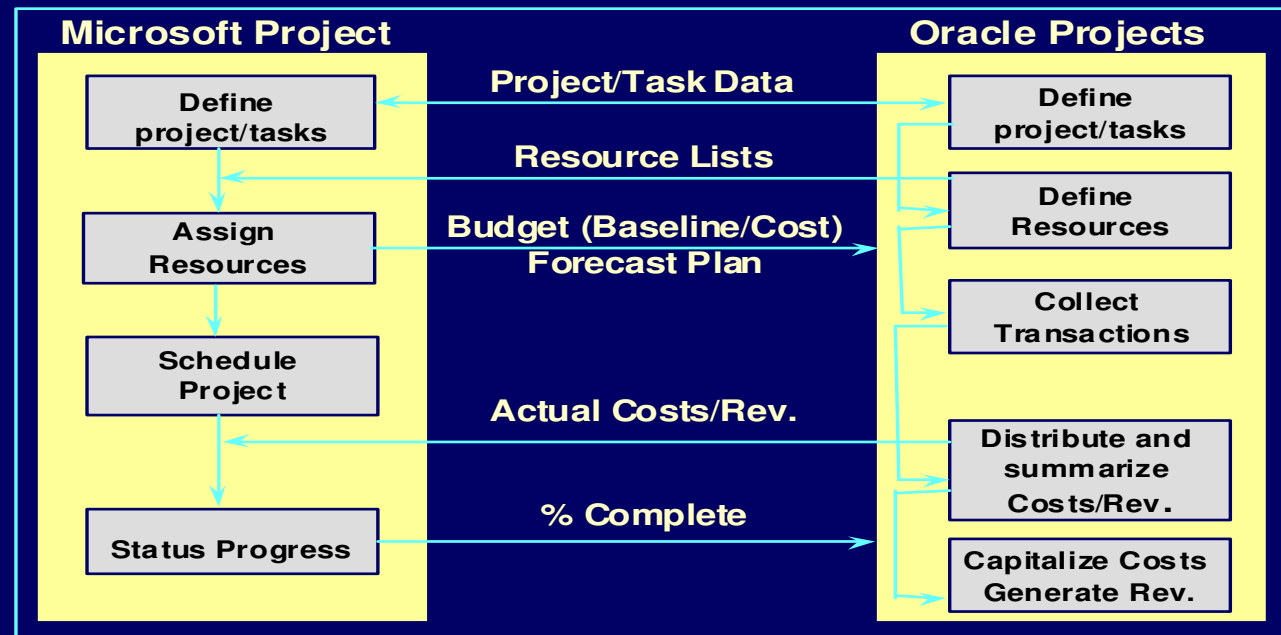 Microsoft Project
Oracle Projects
Define
project/tasks
Project/Task Data
Define
project/tasks
Resource Lists
Assign
Resources
Budget (Baseline/Cost)
Forecast Plan
Define
Resources
Collect
Transactions
Schedule
Project
Actual Costs/Rev.
Distribute and
summarize
Costs/Rev.
Status Progress
% Complete
Capitalize Costs
Generate Rev.